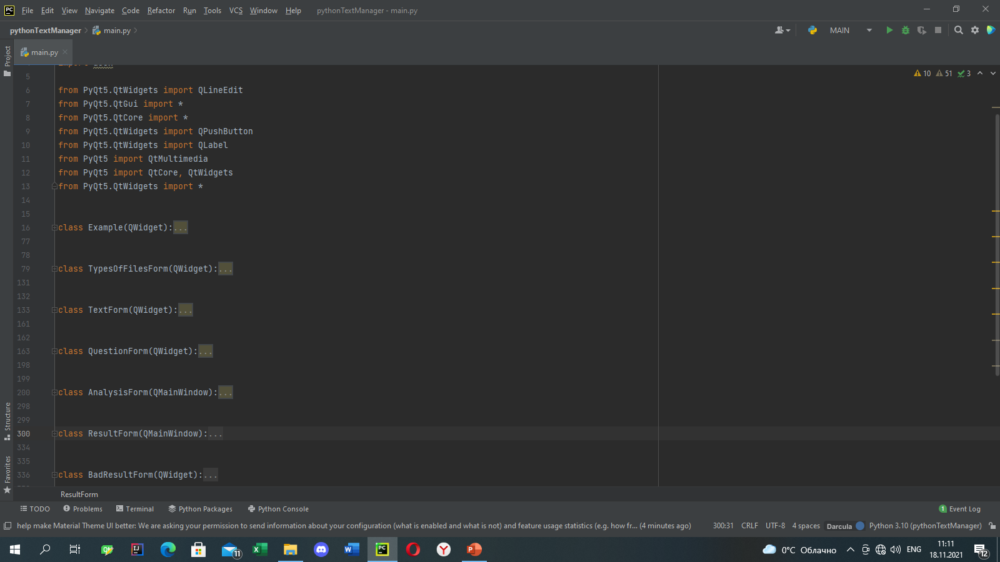 PC File Edit View Navigate Code Refactor Run Tools VCS Window Help pythonTextManager - main.py
pythonTextManager main.py MAIN
main.py
Project
import
5
10 51 3
6 from PyQt5.QtWidgets import QLineEdit
7 from PyQt5.QtGui import *
8 from PyQt5.QtCore import *
9 from PyQt5.QtWidgets import QPushButton
10 from PyQt5.QtWidgets import QLabel
11 from PyQt5 import QtMultimedia
12 from PyQt5 import QtCore, QtWidgets
13 from PyQt5.QtWidgets import *
14
15
16 class Example(QWidget):...
77
78
79 class TypesOfFilesForm(QWidget):...
131
132
133 class TextForm(QWidget):...
161
162
163 class QuestionForm(QWidget):...
198
199
200 class AnalysisForm(QMainWindow):...
298
299
300 class ResultForm(QMainWindow):...
334
335
336 class BadResultForm(QWidget):...
Structure
Favorites
ResultForm
TODO Problems Terminal Python Packages Python Console 1 Event Log
help make Material Theme UI better: We are asking your permission to send information about your configuration (what is enabled and what is not) and feature usage statistics (e.g. how fr... (4 minutes ago) 300:31 CRLF UTF-8 4 spaces Darcula Python 3.10 (pythonTextManager)
11 0°C Облачно ENG 11:11
18.11.2021 12